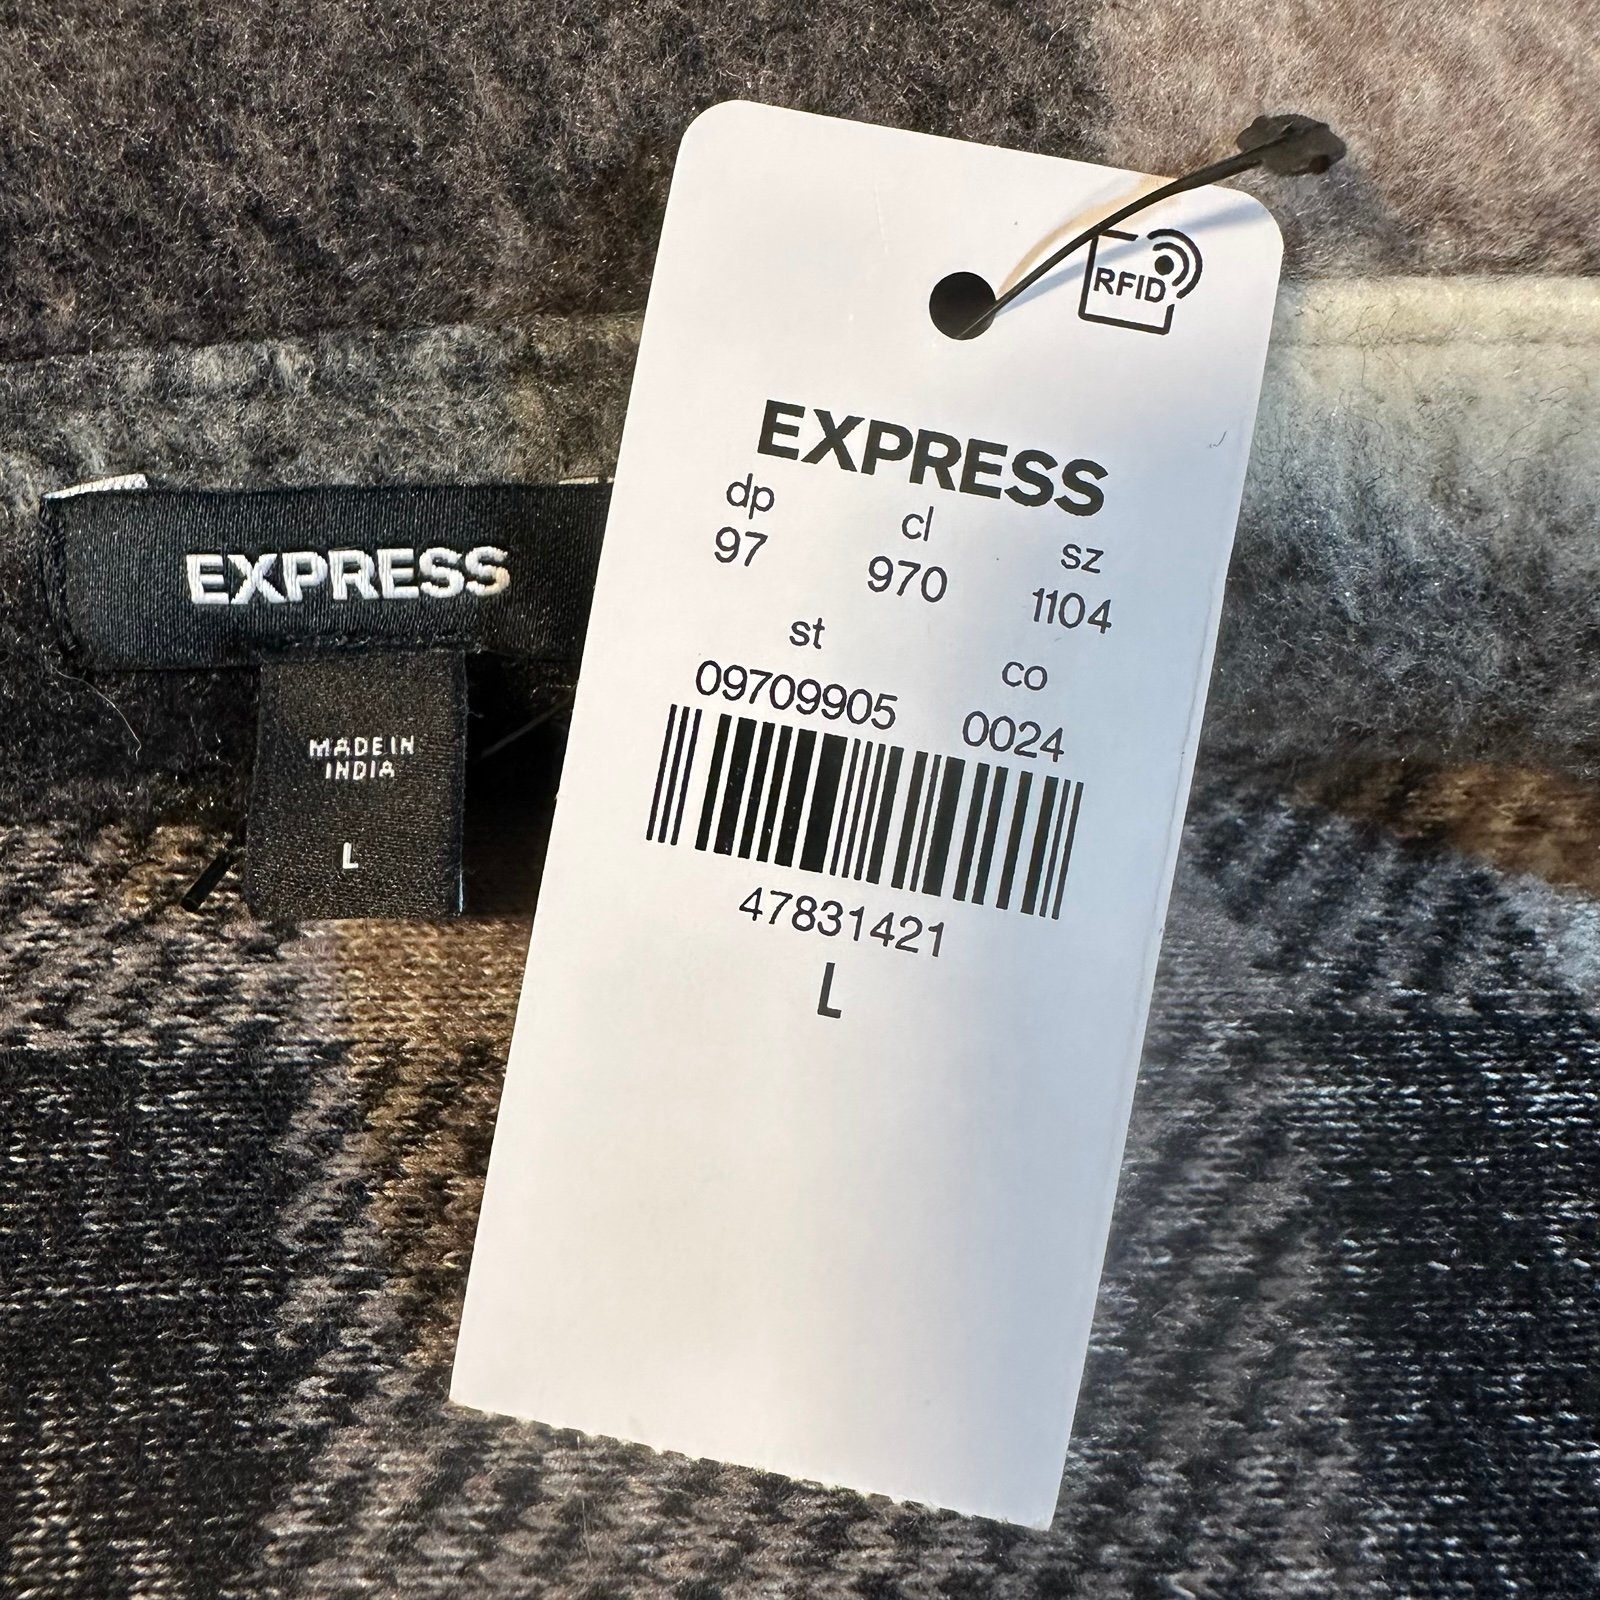 RFID
EXPRESS
dp cl sz
97 970 1104
st co
09709905 0024
47831421
L
EXPRESS
MADE IN
INDIA
L